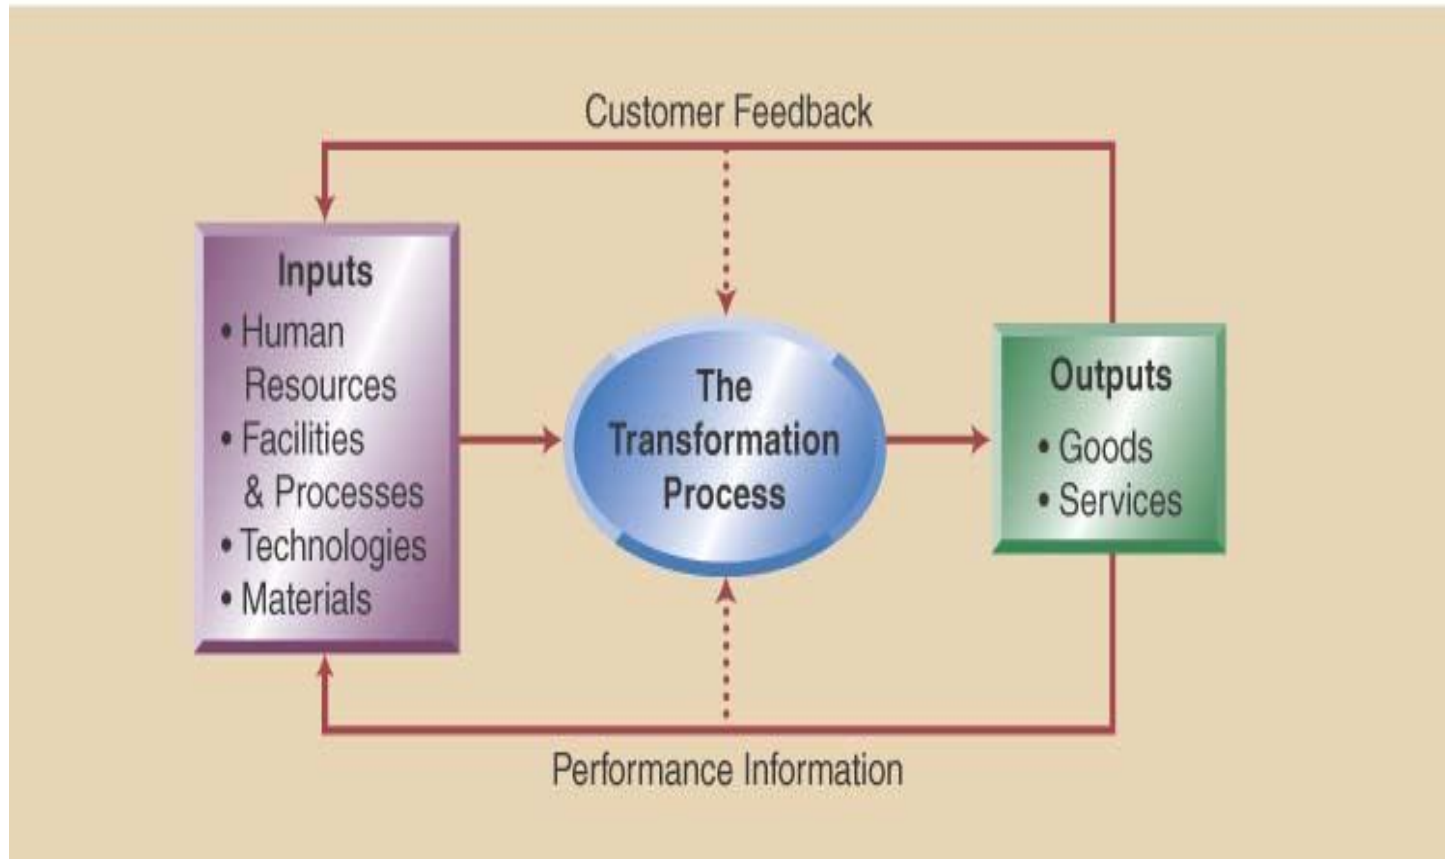 Customer Feedback
Inputs
• Human
Resources
• Facilities
& Processes
• Technologies
• Materials
The
Transformation
Process
Outputs
• Goods
• Services
Performance Information